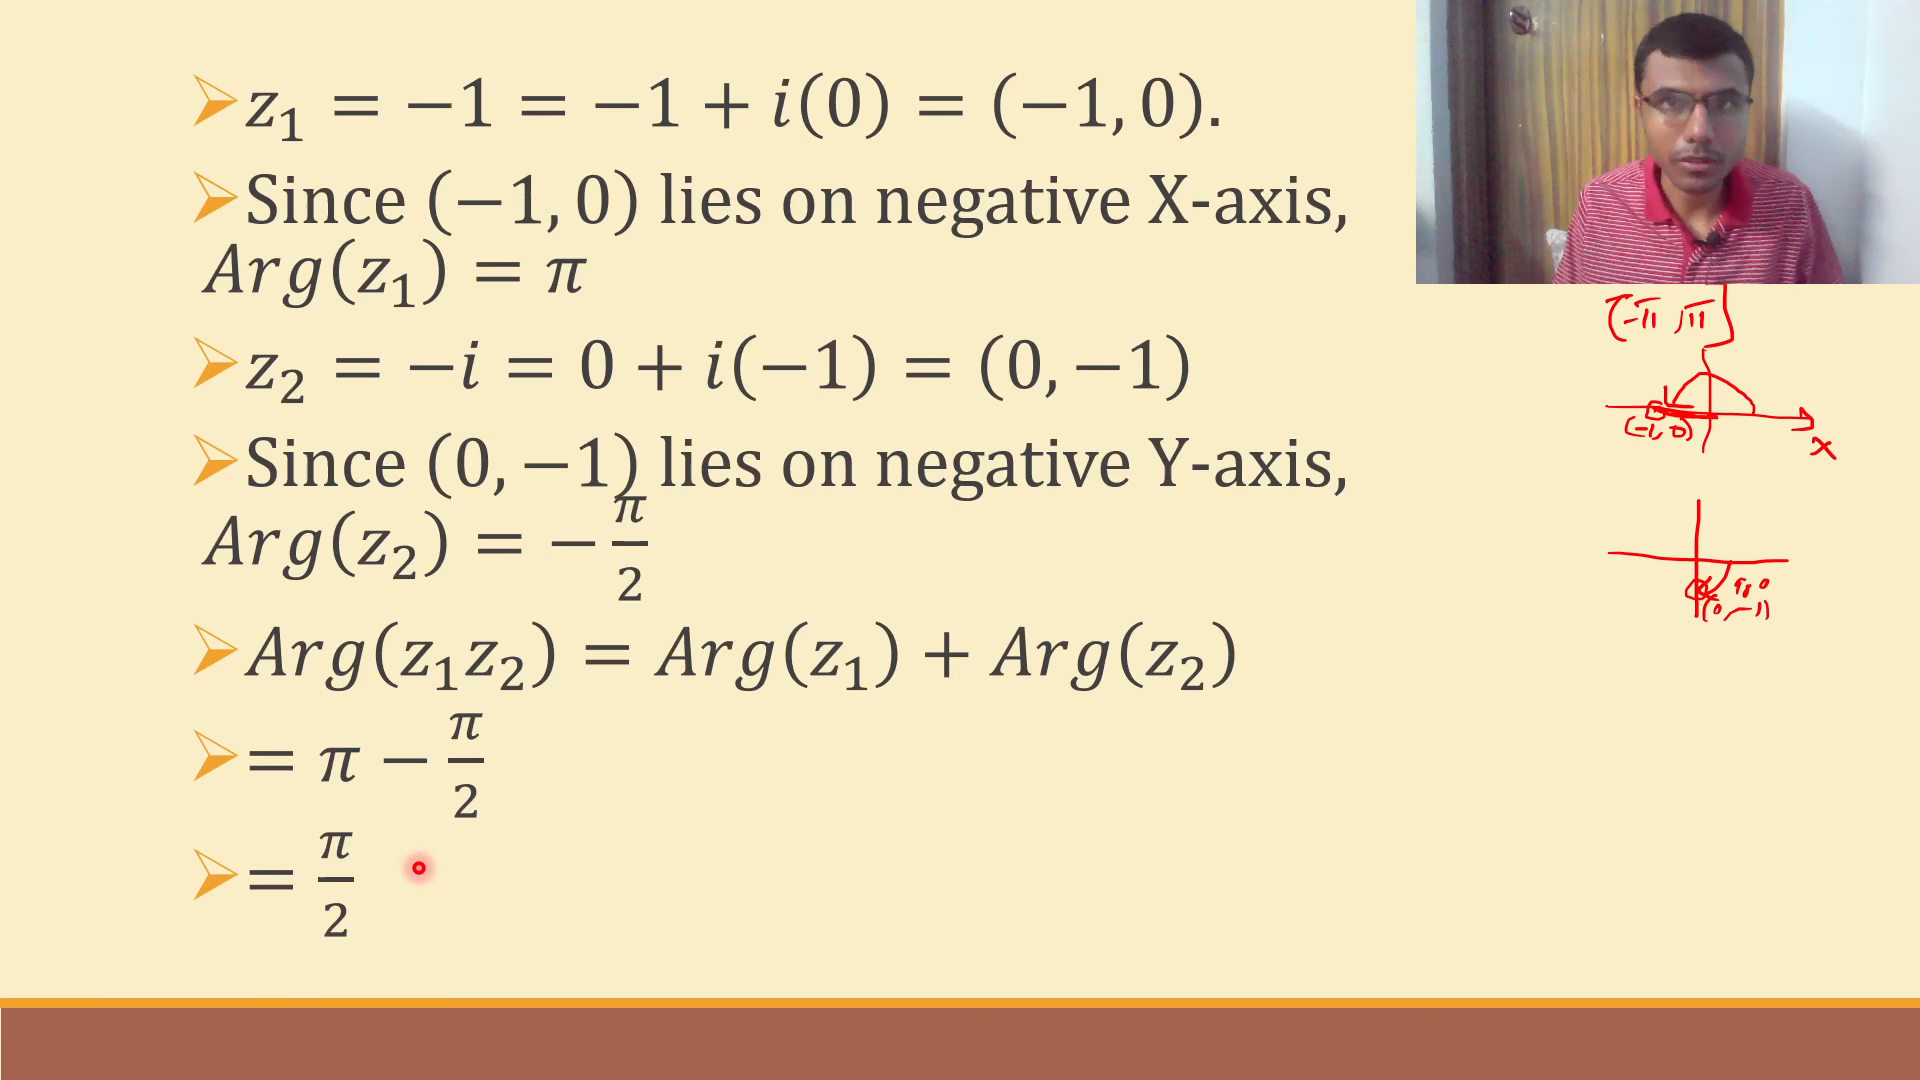 z₁ = −1 = −1 + i(0) = (−1, 0).
Since (−1, 0) lies on negative X-axis,
Arg(z₁) = π
z₂ = −i = 0 + i(−1) = (0, −1)
Since (0, −1) lies on negative Y-axis,
Arg(z₂) = −π/2
Arg(z₁z₂) = Arg(z₁) + Arg(z₂)
= π − π/2
= π/2
(-π, π]
(-1, 0)
X
90
(0, -1)